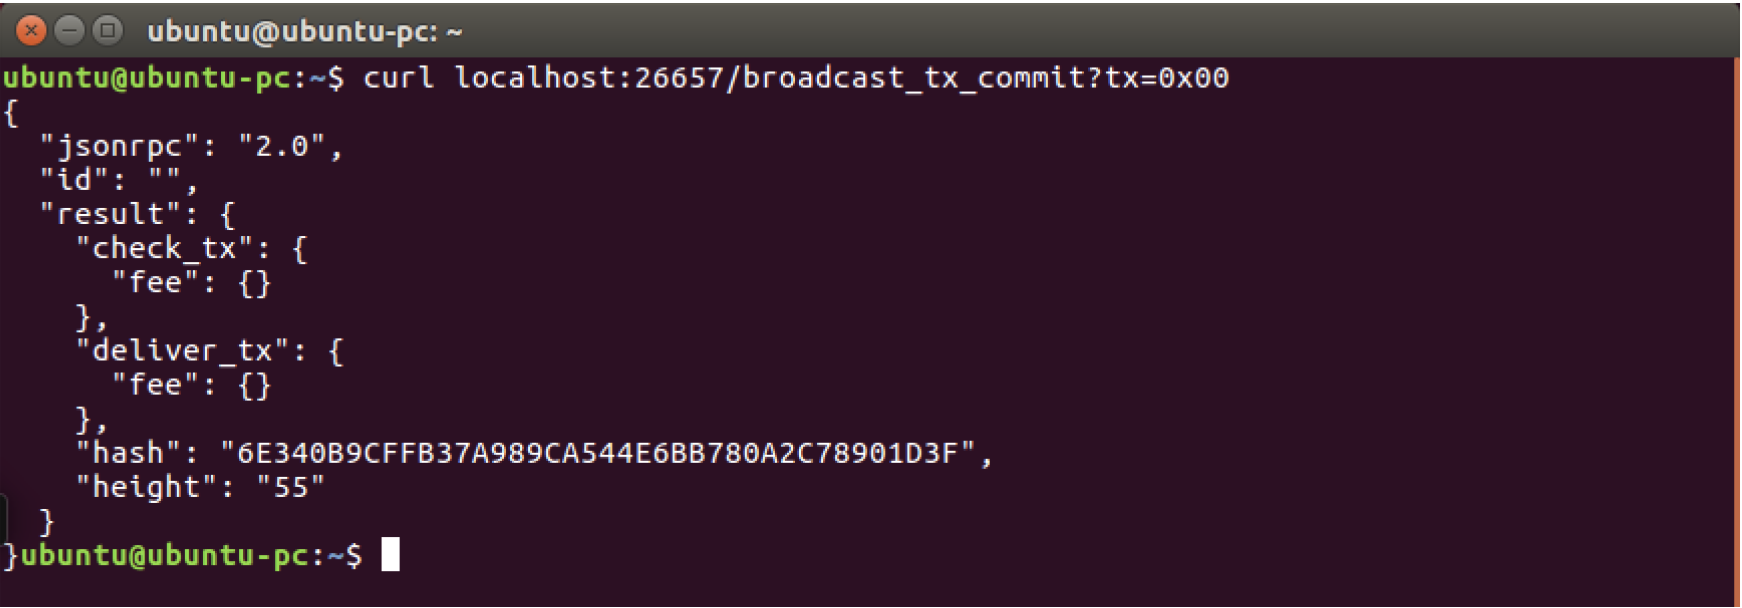 ubuntu@ubuntu-pc: ~
ubuntu@ubuntu-pc:~$ curl localhost:26657/broadcast_tx_commit?tx=0x00
{
  "jsonrpc": "2.0",
  "id": "",
  "result": {
    "check_tx": {
      "fee": {}
    },
    "deliver_tx": {
      "fee": {}
    },
    "hash": "6E340B9CFFB37A989CA544E6BB780A2C78901D3F",
    "height": "55"
  }
}ubuntu@ubuntu-pc:~$